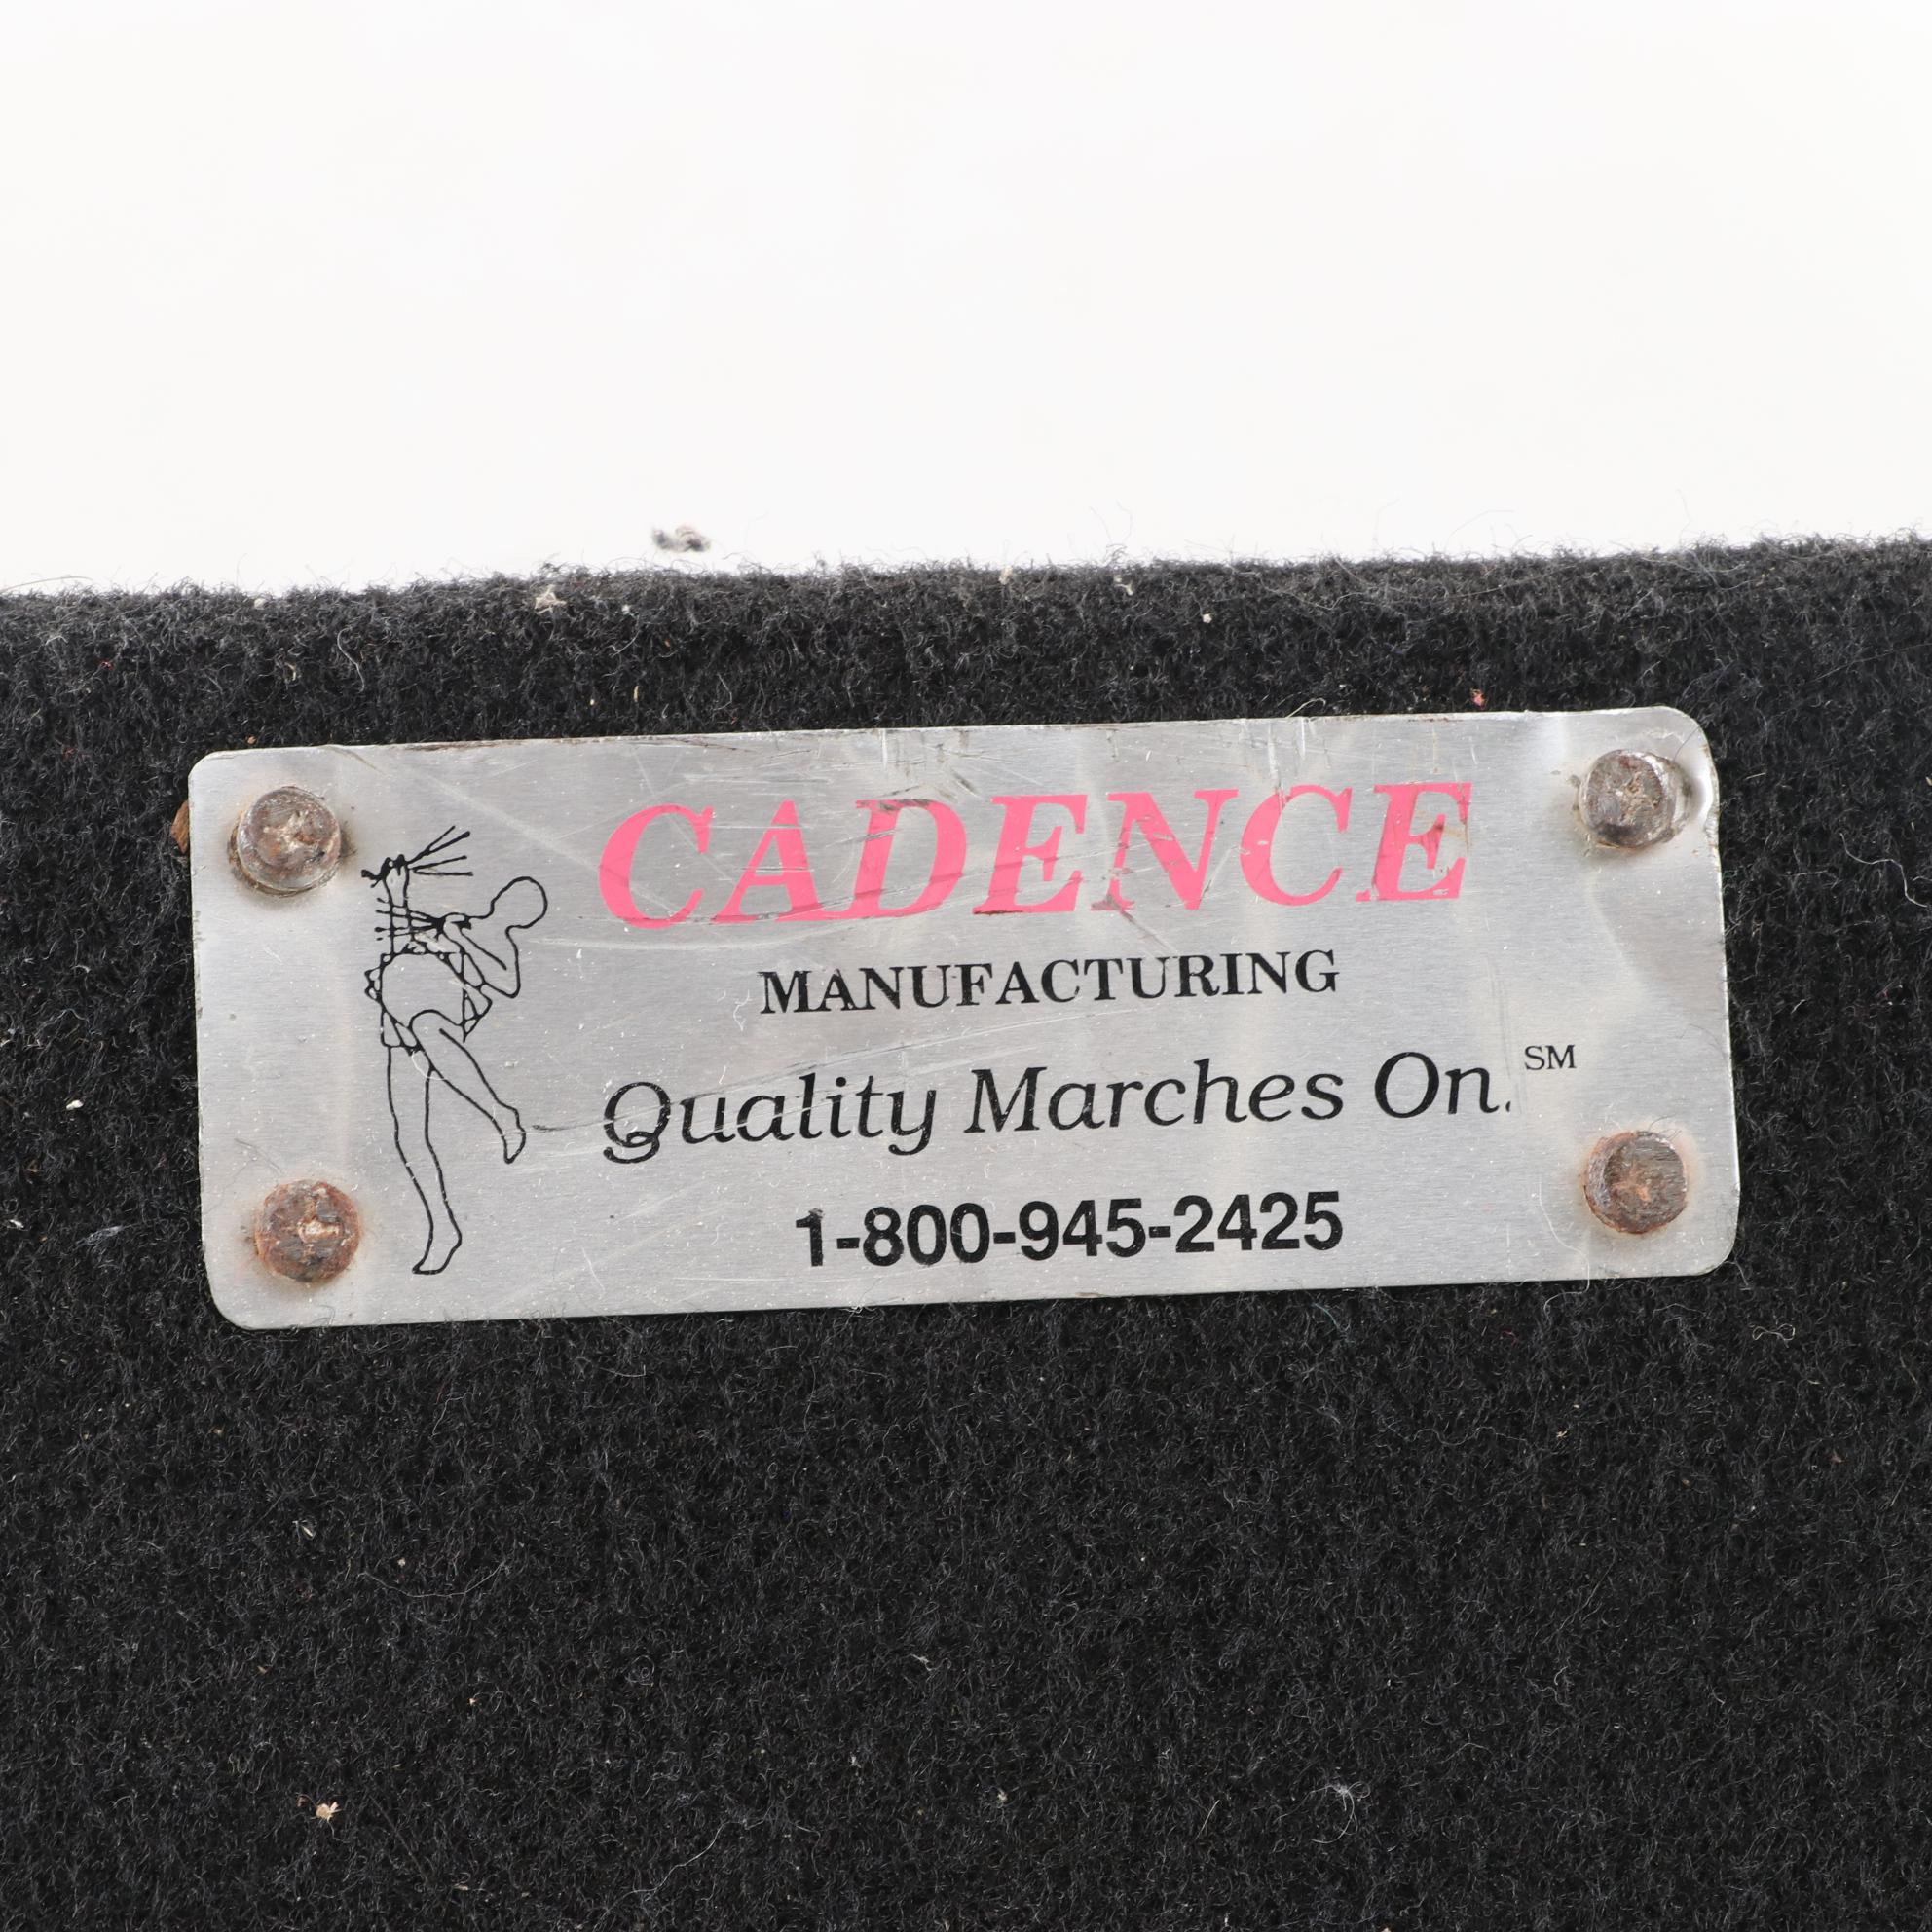 CADENCE
MANUFACTURING
Quality Marches On. SM
1-800-945-2425